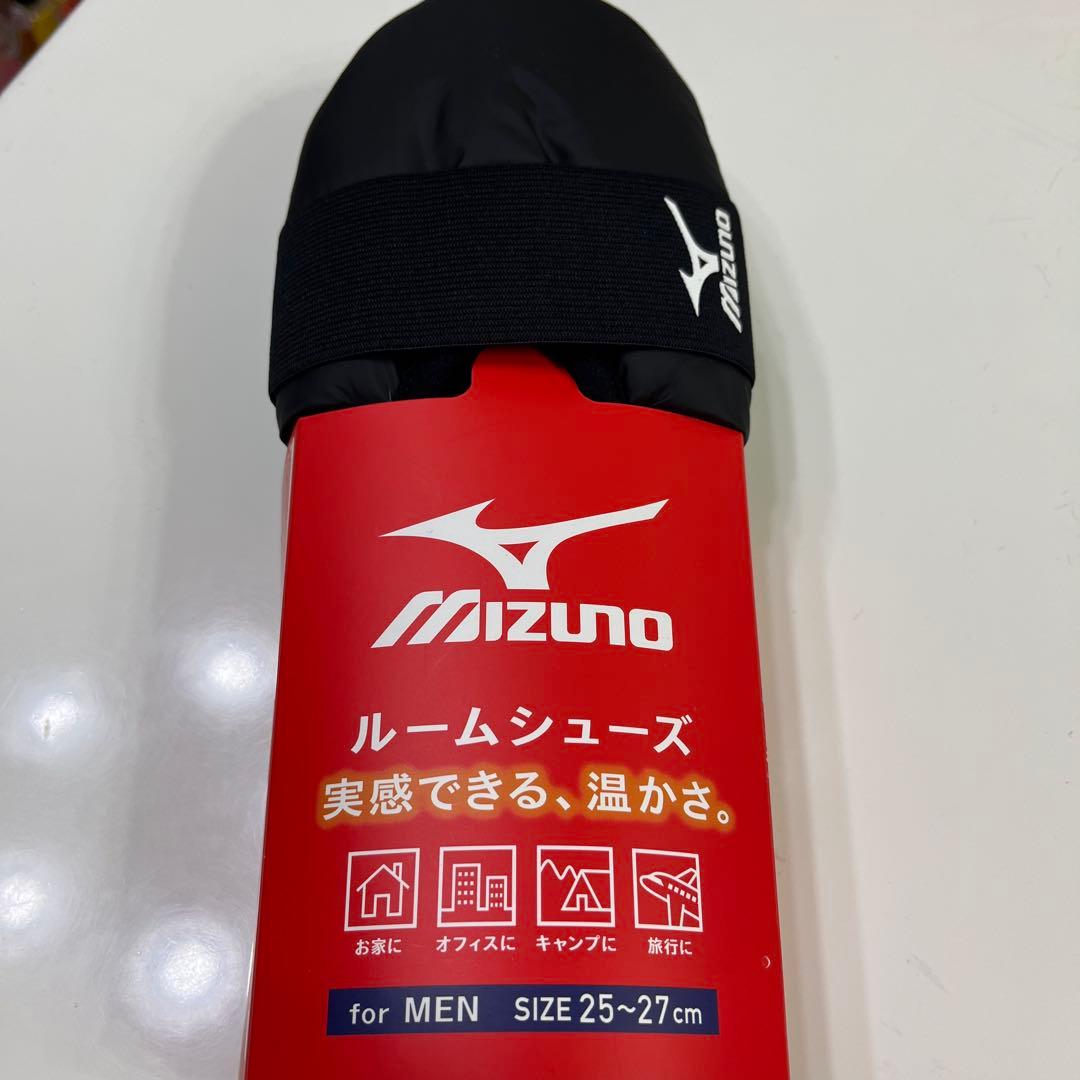 MIZUNO
MIZUNO
ルームシューズ
実感できる、温かさ。
お家に オフィスに キャンプに 旅行に
for MEN SIZE 25～27cm